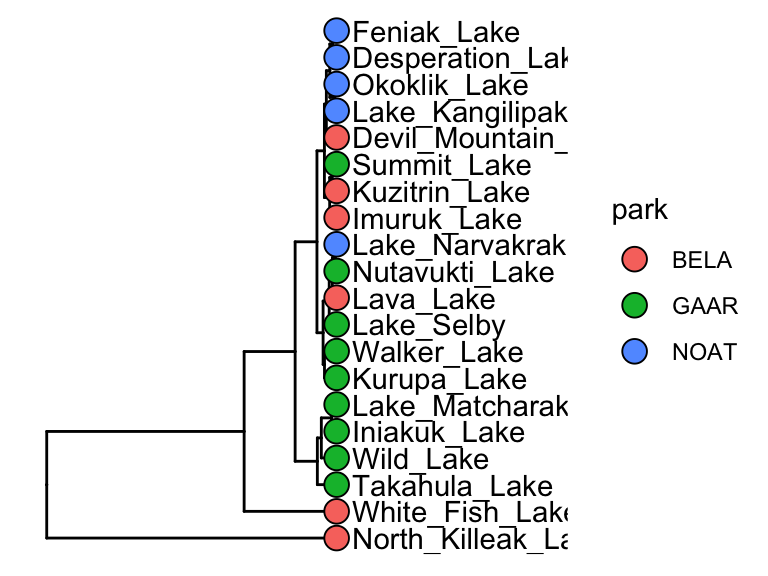 Feniak_Lake
Desperation_Lak
Okoklik_Lake
Lake_Kangilipak
Devil_Mountain_
Summit_Lake
Kuzitrin_Lake
Imuruk_Lake
Lake_Narvakrak
Nutavukti_Lake
Lava_Lake
Lake_Selby
Walker_Lake
Kurupa_Lake
Lake_Matcharak
Iniakuk_Lake
Wild_Lake
Takahula_Lake
White_Fish_Lake
North_Killeak_La
park
BELA
GAAR
NOAT